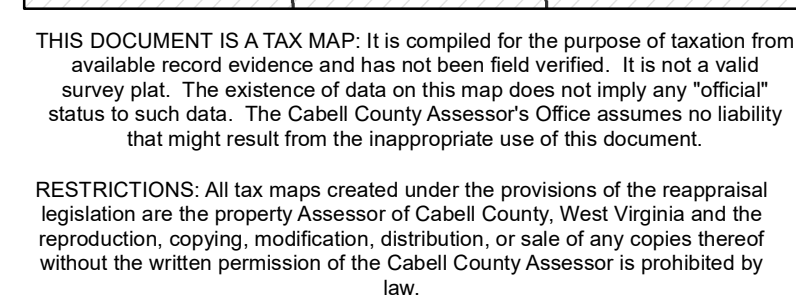 THIS DOCUMENT IS A TAX MAP: It is compiled for the purpose of taxation from
available record evidence and has not been field verified.  It is not a valid
survey plat.  The existence of data on this map does not imply any "official"
status to such data.  The Cabell County Assessor's Office assumes no liability
that might result from the inappropriate use of this document.
RESTRICTIONS: All tax maps created under the provisions of the reappraisal
legislation are the property Assessor of Cabell County, West Virginia and the
reproduction, copying, modification, distribution, or sale of any copies thereof
without the written permission of the Cabell County Assessor is prohibited by
law.